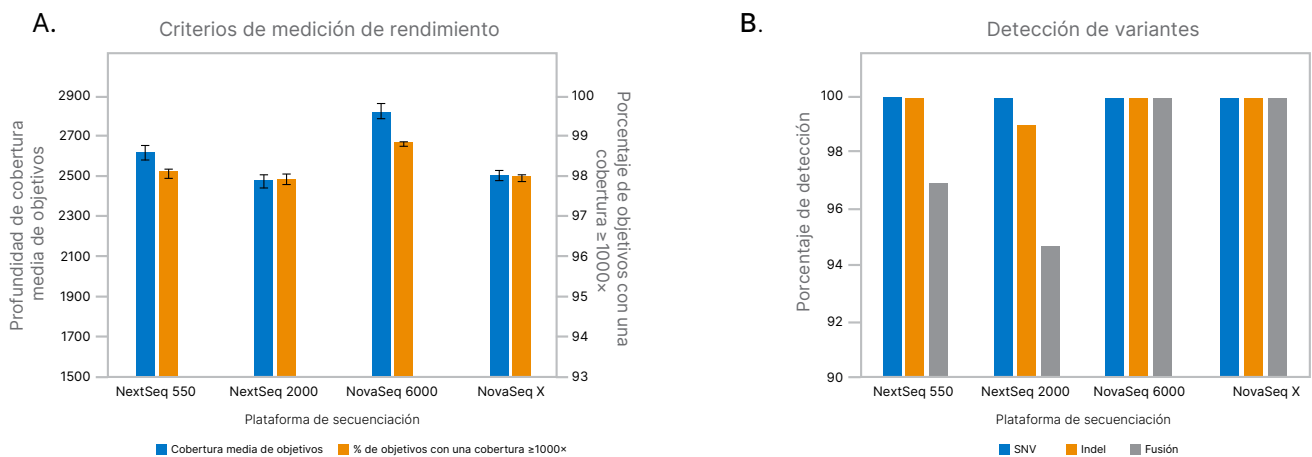 A.
Criterios de medición de rendimiento
Profundidad de cobertura
media de objetivos
2900
2700
2500
2300
2100
1900
1700
1500
100
99
98
97
96
95
94
93
Porcentaje de objetivos con una
cobertura ≥1000×
NextSeq 550
NextSeq 2000
NovaSeq 6000
NovaSeq X
Plataforma de secuenciación
Cobertura media de objetivos
% de objetivos con una cobertura ≥1000×
B.
Detección de variantes
Porcentaje de detección
100
98
96
94
92
90
NextSeq 550
NextSeq 2000
NovaSeq 6000
NovaSeq X
Plataforma de secuenciación
SNV
Indel
Fusión